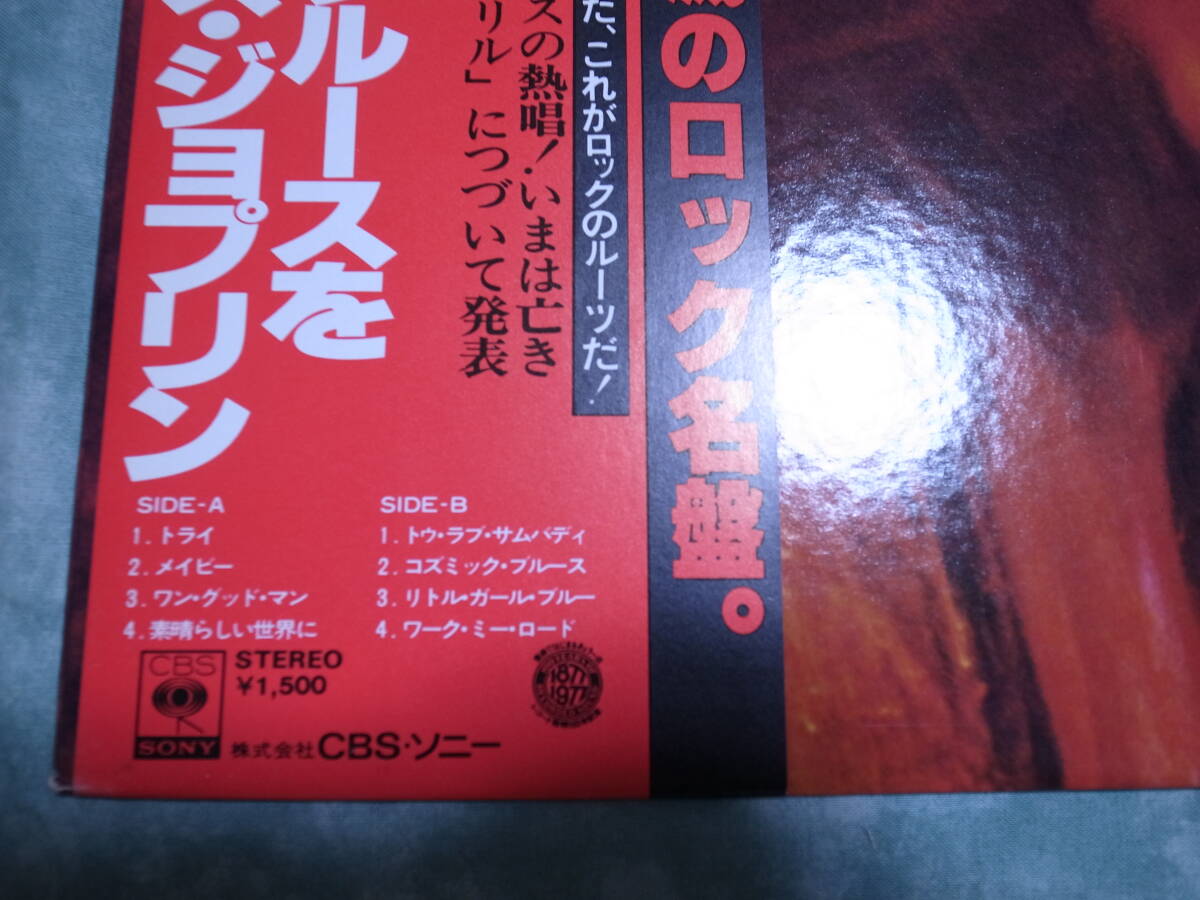 のロック名盤。
た、これがロックのルーツだ!
スの熱唱!いまは亡き
リル」につづいて発表
ルースを
ス・ジョプリン
SIDE-A
1. トライ
2. メイビー
3. ワン・グッド・マン
4. 素晴らしい世界に
SIDE-B
1. トゥ・ラブ・サムバディ
2. コズミック・ブルース
3. リトル・ガール・ブルー
4. ワーク・ミー・ロード
CBS
SONY
STEREO
¥1,500
1877
1977
株式会社 CBS・ソニー